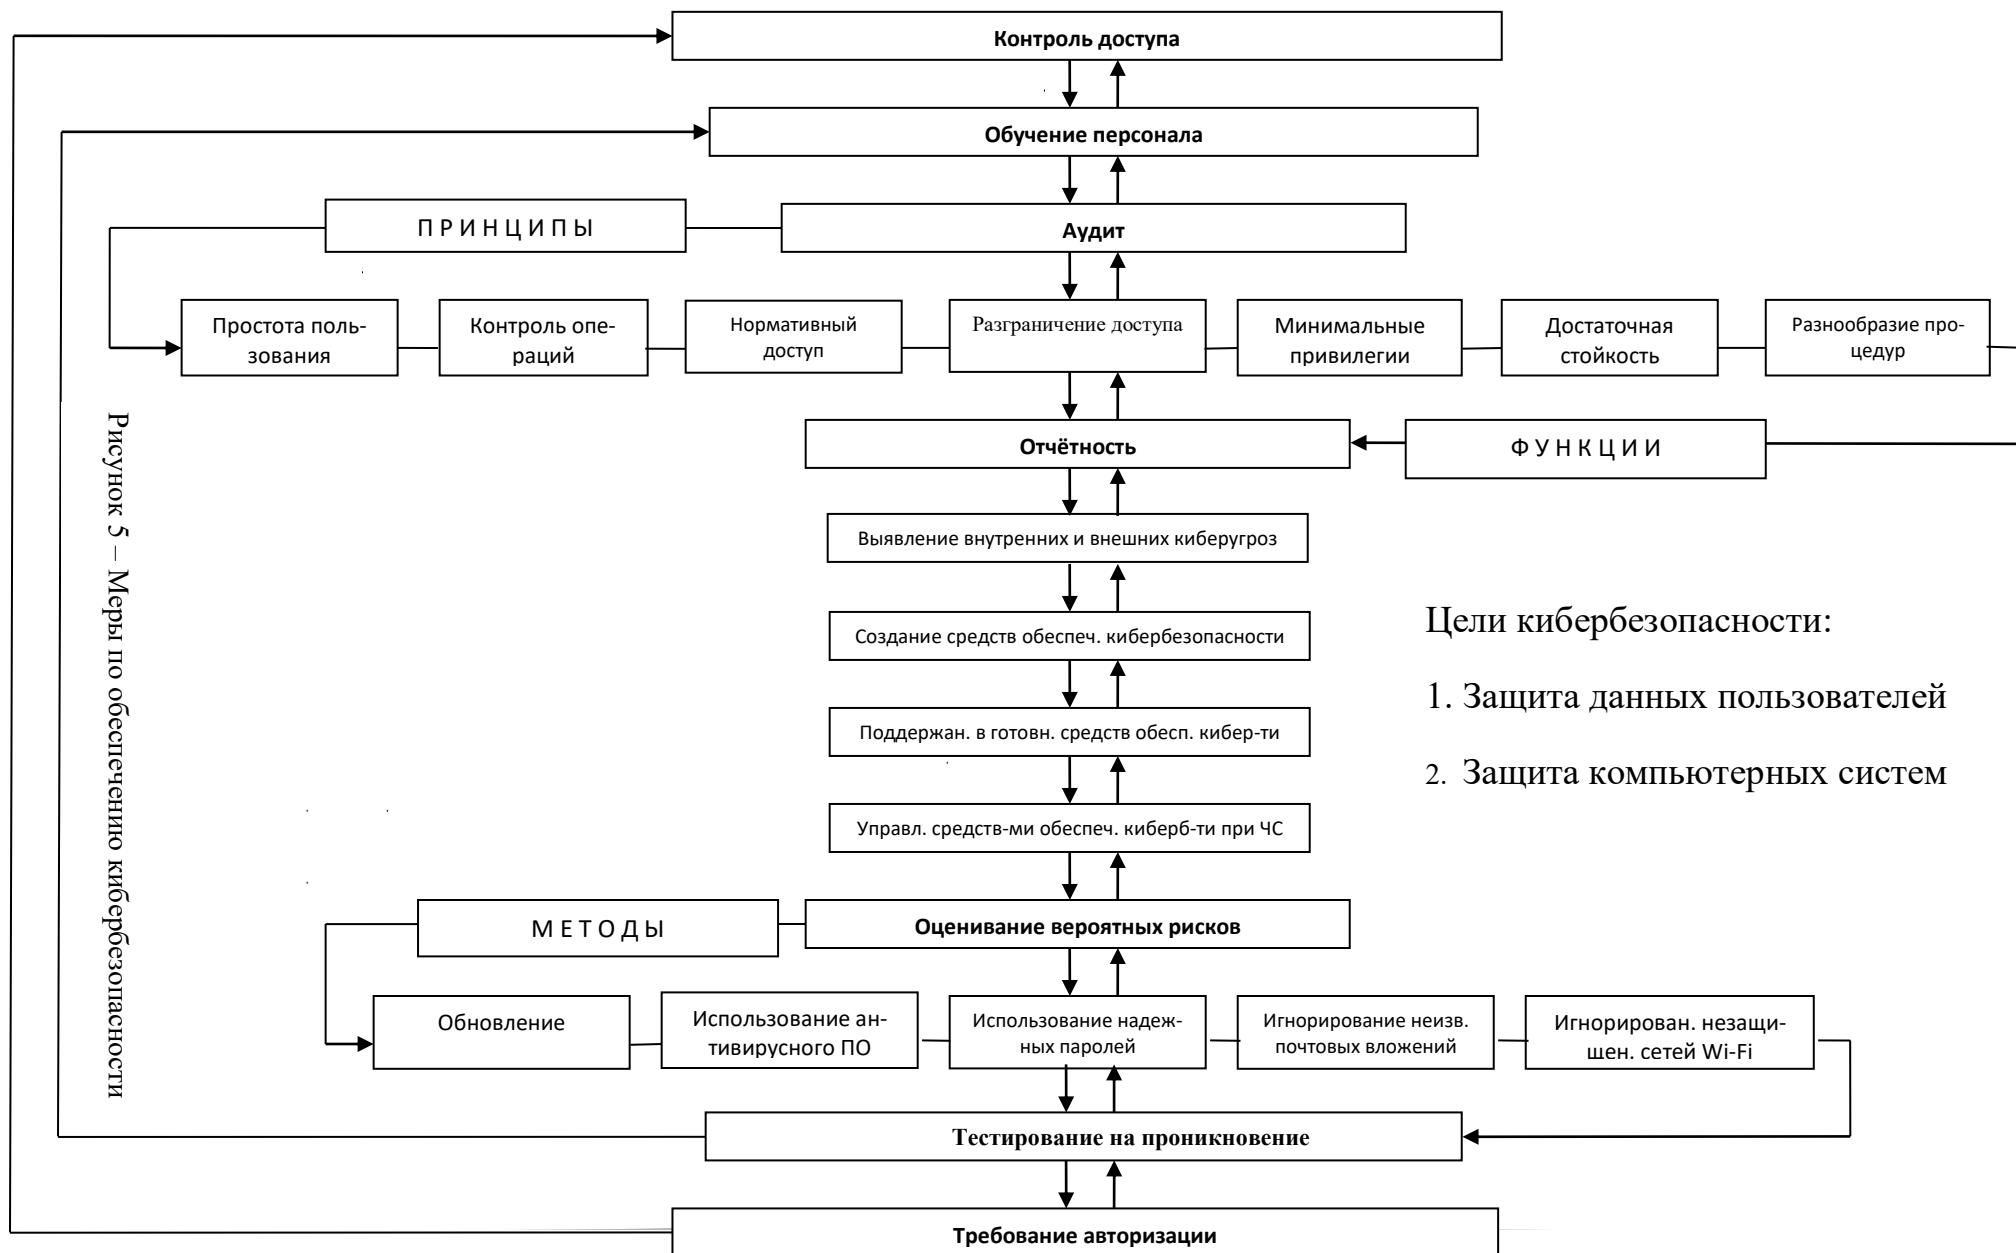 Контроль доступа
Обучение персонала
ПРИНЦИПЫ
Аудит
Простота поль-
зования
Контроль опе-
раций
Нормативный
доступ
Разграничение доступа
Минимальные
привилегии
Достаточная
стойкость
Разнообразие про-
цедур
Отчётность
ФУНКЦИИ
Выявление внутренних и внешних киберугроз
Создание средств обеспеч. кибербезопасности
Поддержан. в готовн. средств обесп. кибер-ти
Управл. средств-ми обеспеч. киберб-ти при ЧС
Цели кибербезопасности:
1. Защита данных пользователей
2. Защита компьютерных систем
МЕТОДЫ
Оценивание вероятных рисков
Обновление
Использование ан-
тивирусного ПО
Использование надеж-
ных паролей
Игнорирование неизв.
почтовых вложений
Игнорирован. незащи-
щен. сетей Wi-Fi
Тестирование на проникновение
Требование авторизации
Рисунок 5 – Меры по обеспечению кибербезопасности